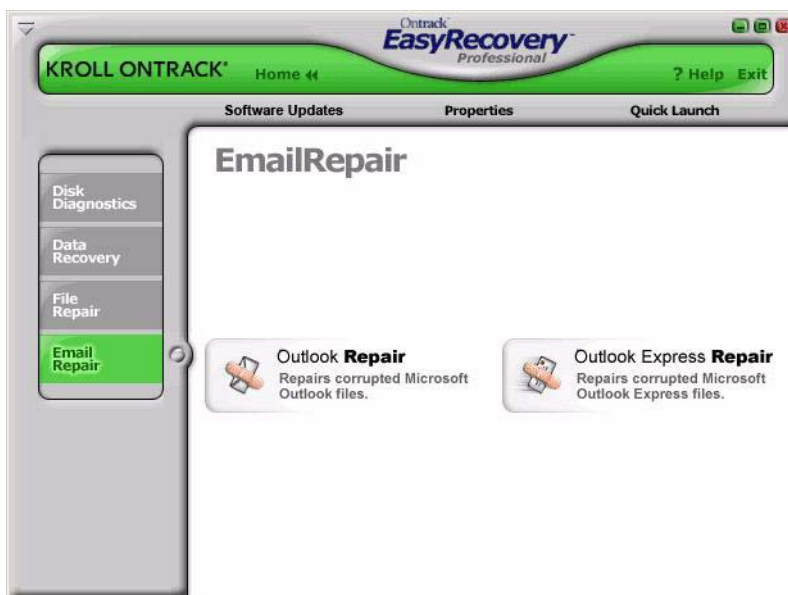 Ontrack
EasyRecovery
Professional
KROLL ONTRACK®
Home
? Help Exit
Software Updates
Properties
Quick Launch
EmailRepair
Disk
Diagnostics
Data
Recovery
File
Repair
Email
Repair
Outlook Repair
Repairs corrupted Microsoft
Outlook files.
Outlook Express Repair
Repairs corrupted Microsoft
Outlook Express files.